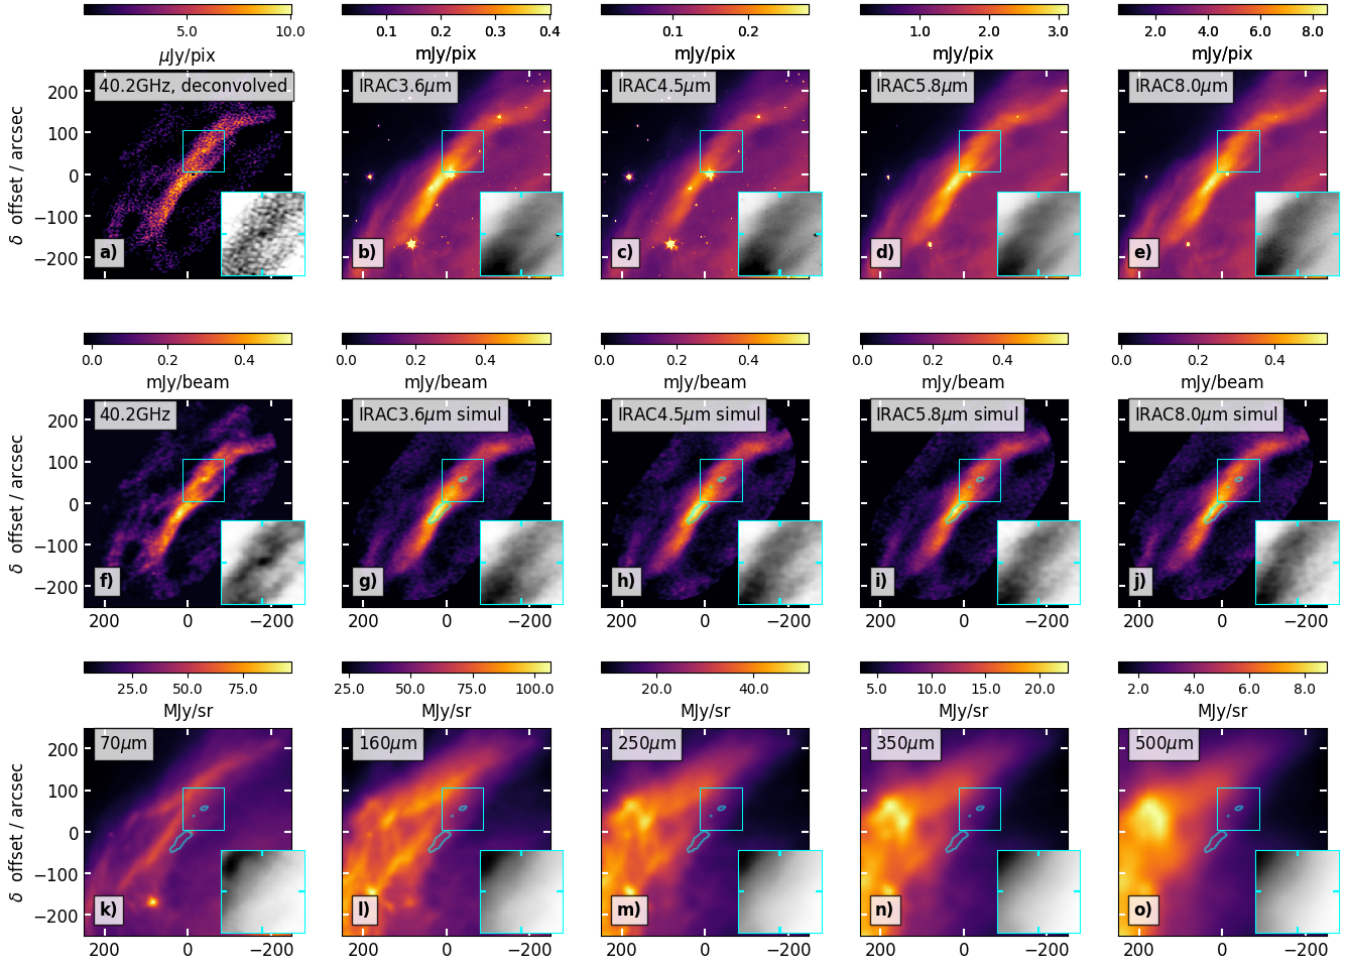 5.0 10.0
0.1 0.2 0.3 0.4
0.1 0.2
1.0 2.0 3.0
2.0 4.0 6.0 8.0
μJy/pix
mJy/pix
mJy/pix
mJy/pix
mJy/pix
δ offset / arcsec
200
100
0
−100
−200
40.2GHz, deconvolved
IRAC3.6μm
IRAC4.5μm
IRAC5.8μm
IRAC8.0μm
a)
b)
c)
d)
e)
0.0 0.2 0.4
0.0 0.2 0.4
0.0 0.2 0.4
0.0 0.2 0.4
0.0 0.2 0.4
mJy/beam
mJy/beam
mJy/beam
mJy/beam
mJy/beam
δ offset / arcsec
200
100
0
−100
−200
40.2GHz
IRAC3.6μm simul
IRAC4.5μm simul
IRAC5.8μm simul
IRAC8.0μm simul
f)
g)
h)
i)
j)
200 0 −200
200 0 −200
200 0 −200
200 0 −200
200 0 −200
25.0 50.0 75.0
25.0 50.0 75.0 100.0
20.0 40.0
5.0 10.0 15.0 20.0
2.0 4.0 6.0 8.0
MJy/sr
MJy/sr
MJy/sr
MJy/sr
MJy/sr
δ offset / arcsec
200
100
0
−100
−200
70μm
160μm
250μm
350μm
500μm
k)
l)
m)
n)
o)
200 0 −200
200 0 −200
200 0 −200
200 0 −200
200 0 −200